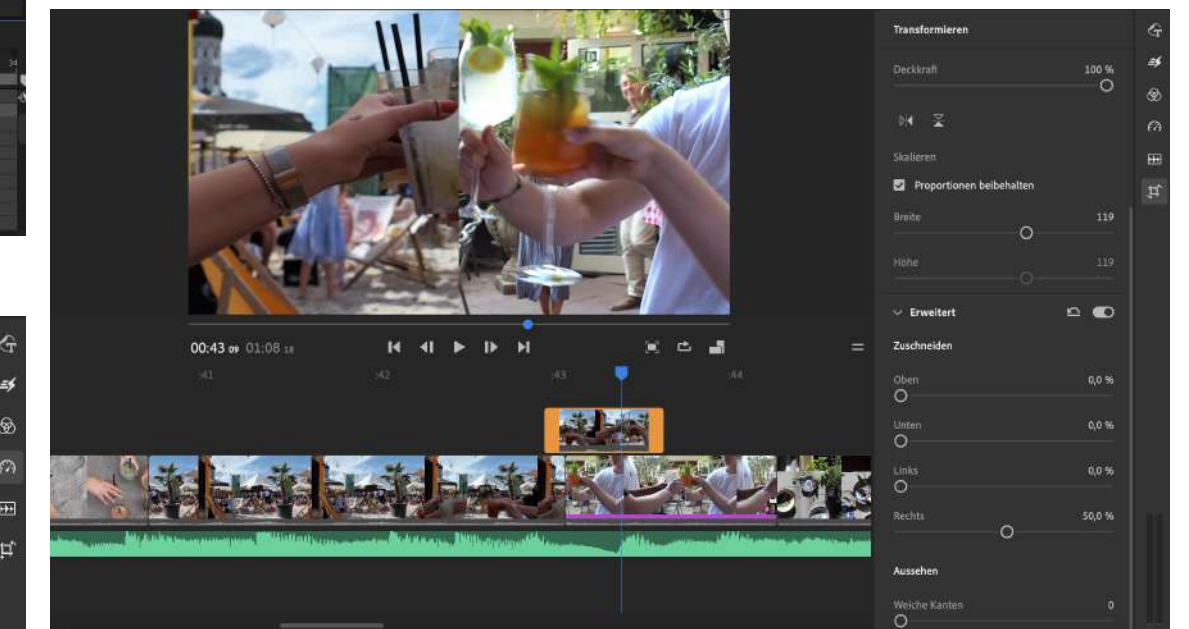 34
Transformieren
Deckkraft 100 %
Skalieren
Proportionen beibehalten
Breite 119
Höhe 119
Erweitert
Zuschneiden
Oben 0,0 %
Unten 0,0 %
Links 0,0 %
Rechts 50,0 %
Aussehen
Weiche Kanten 0
00:43 09 01:08 18
:41 :42 :43 :44